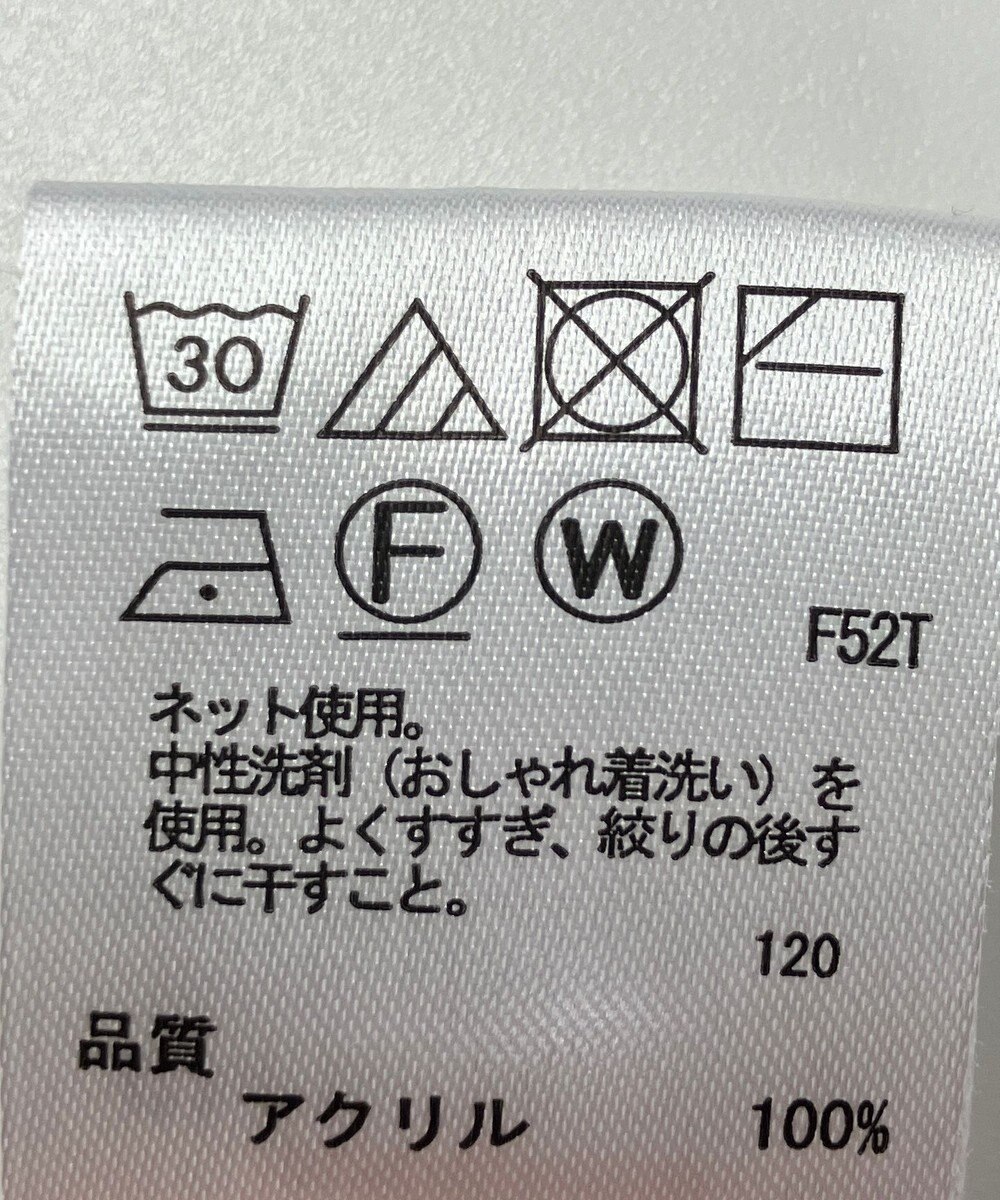 30
F W
F52T
ネット使用。
中性洗剤（おしゃれ着洗い）を
使用。よくすすぎ、絞りの後す
ぐに干すこと。
120
品質
アクリル 100%